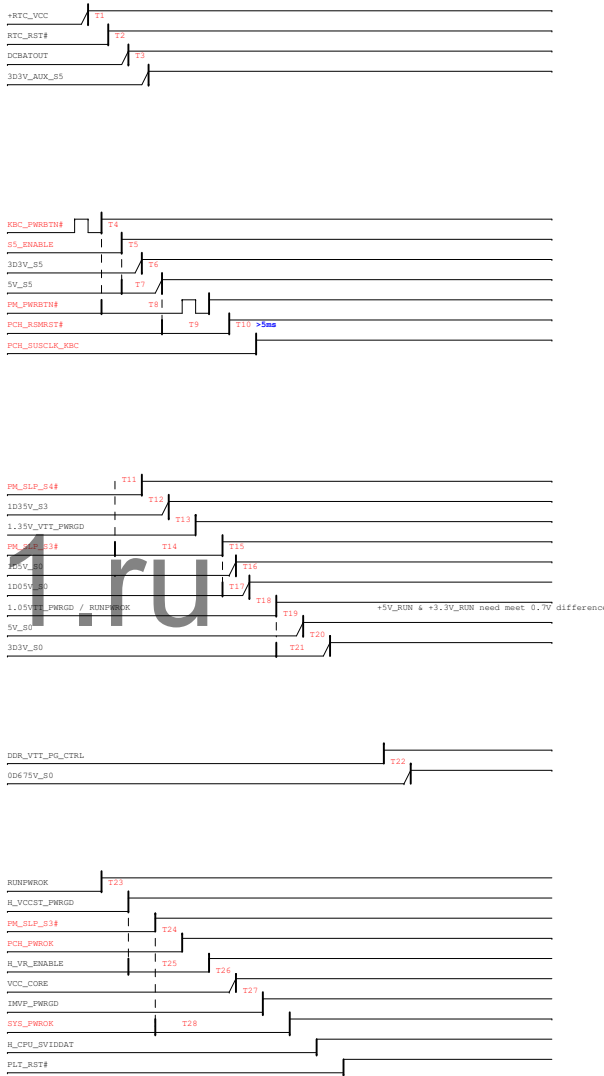 +RTC_VCC T1
RTC_RST# T2
DCBATOUT T3
3D3V_AUX_S5
KBC_PWRBTN# T4
S5_ENABLE T5
3D3V_S5 T6
5V_S5 T7
PM_PWRBTN# T8
PCH_RSMRST# T9 T10 >5ms
PCH_SUSCLK_KBC
PM_SLP_S4# T11
1D35V_S3 T12
1.35V_VTT_PWRGD T13
PM_SLP_S3# T14 T15
1D5V_S0 T16
1D05V_S0 T17
1.05VTT_PWRGD / RUNPWROK T18 +5V_RUN & +3.3V_RUN need meet 0.7V difference
5V_S0 T19
3D3V_S0 T20
T21
1.ru
DDR_VTT_PG_CTRL T22
0D675V_S0
RUNPWROK T23
H_VCCST_PWRGD
PM_SLP_S3# T24
PCH_PWROK
H_VR_ENABLE T25
VCC_CORE T26
IMVP_PWRGD T27
SYS_PWROK T28
H_CPU_SVIDDAT
PLT_RST#